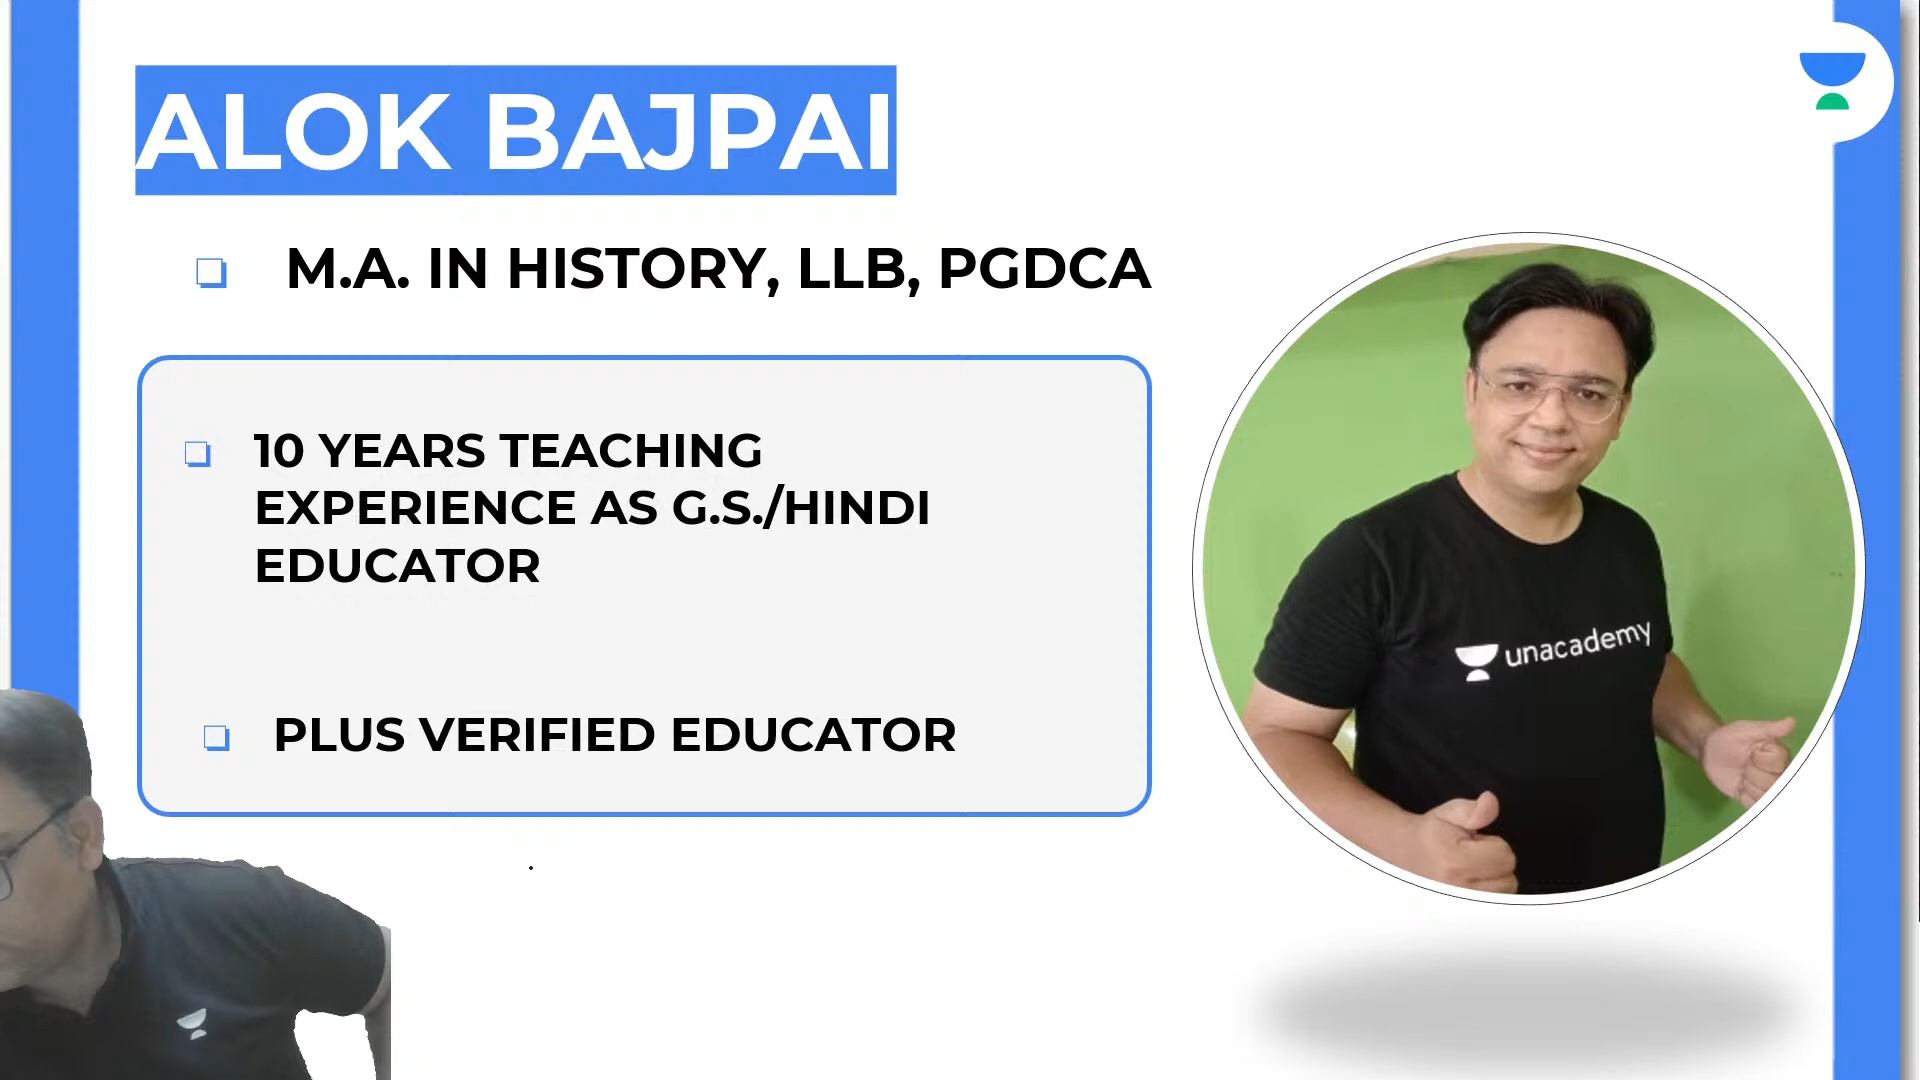 ALOK BAJPAI
M.A. IN HISTORY, LLB, PGDCA
10 YEARS TEACHING
EXPERIENCE AS G.S./HINDI
EDUCATOR
PLUS VERIFIED EDUCATOR
unacademy